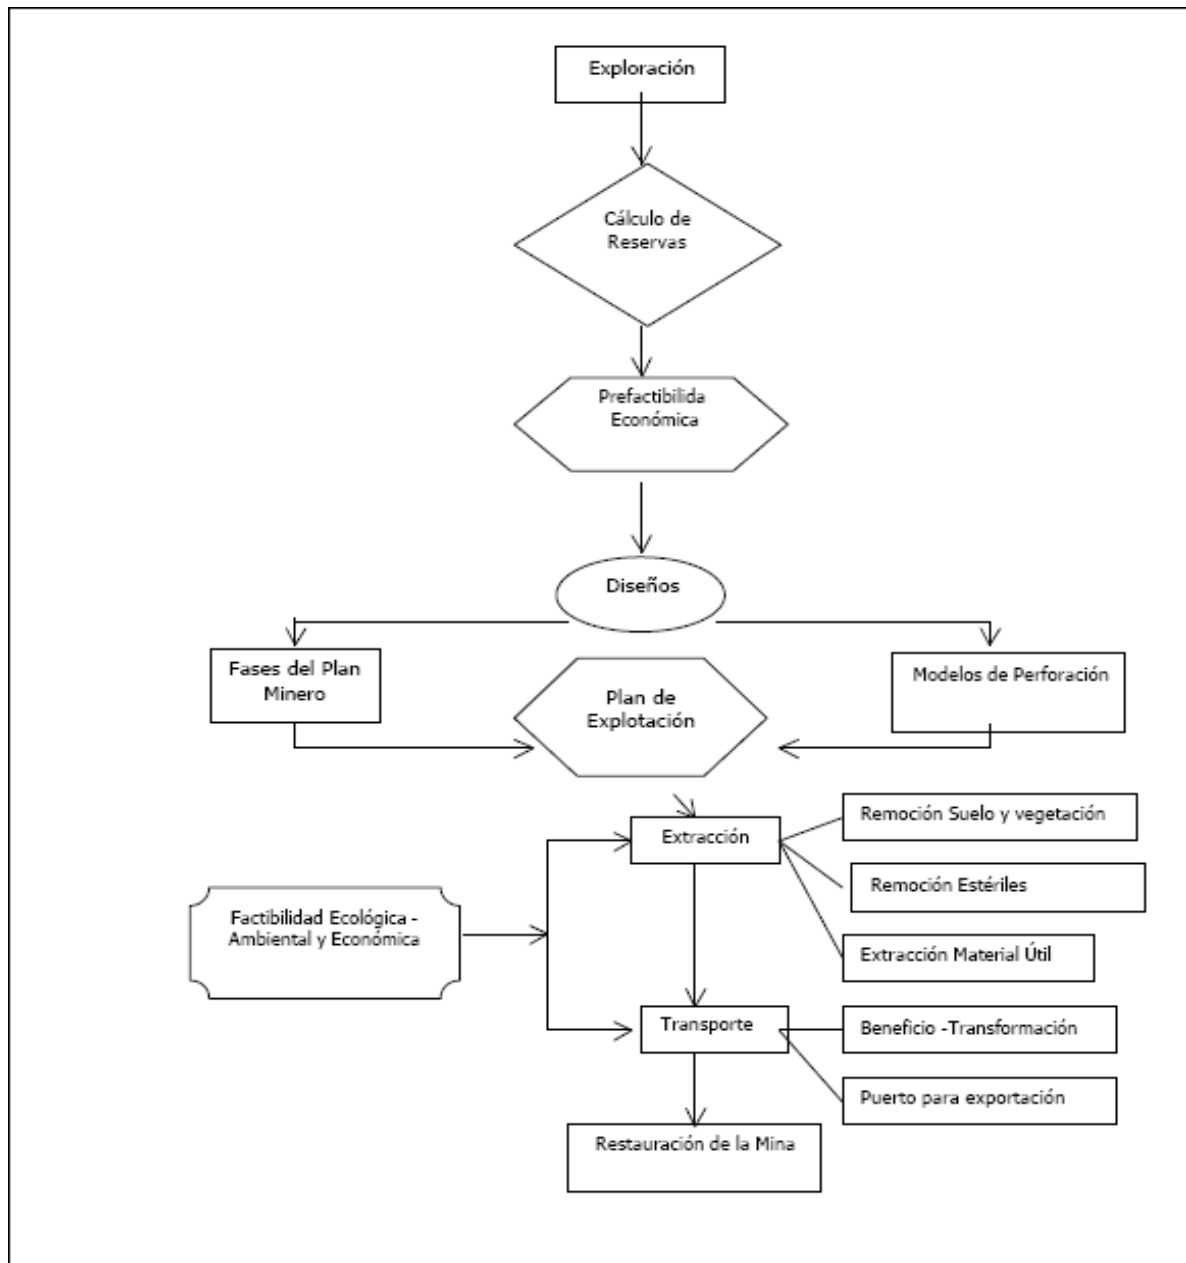 Exploración
Cálculo de
Reservas
Prefactibilida
Económica
Diseños
Fases del Plan
Minero
Plan de
Explotación
Modelos de Perforación
Extracción
Remoción Suelo y vegetación
Remoción Estériles
Extracción Material Útil
Factibilidad Ecológica -
Ambiental y Económica
Transporte
Beneficio -Transformación
Puerto para exportación
Restauración de la Mina